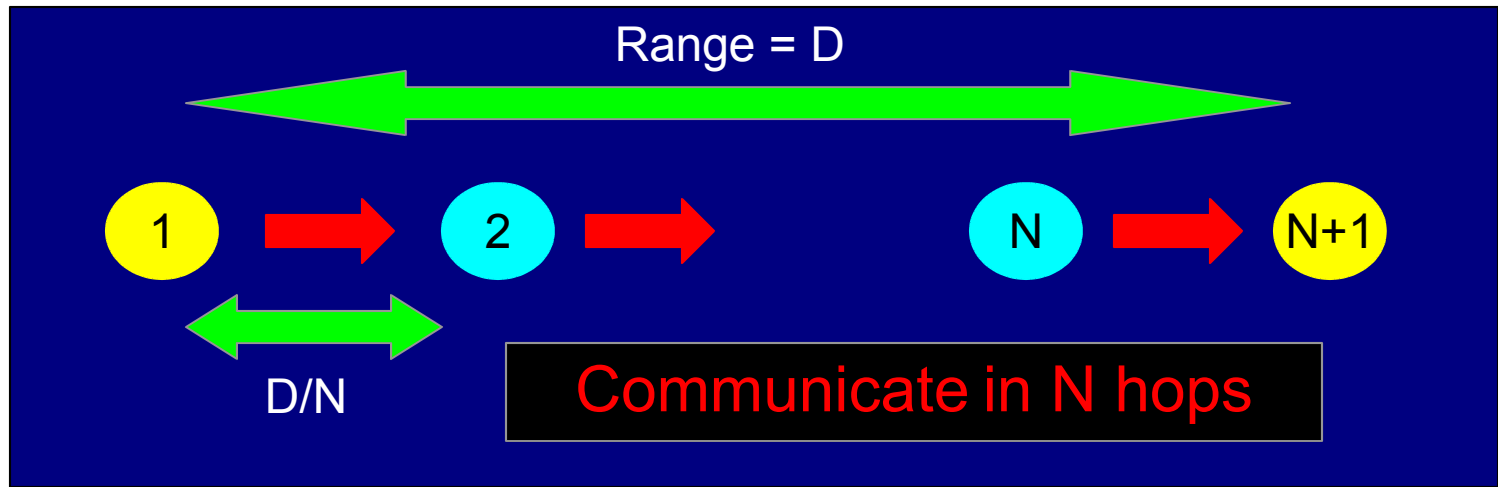 Range = D
1
2
N
N+1
D/N
Communicate in N hops